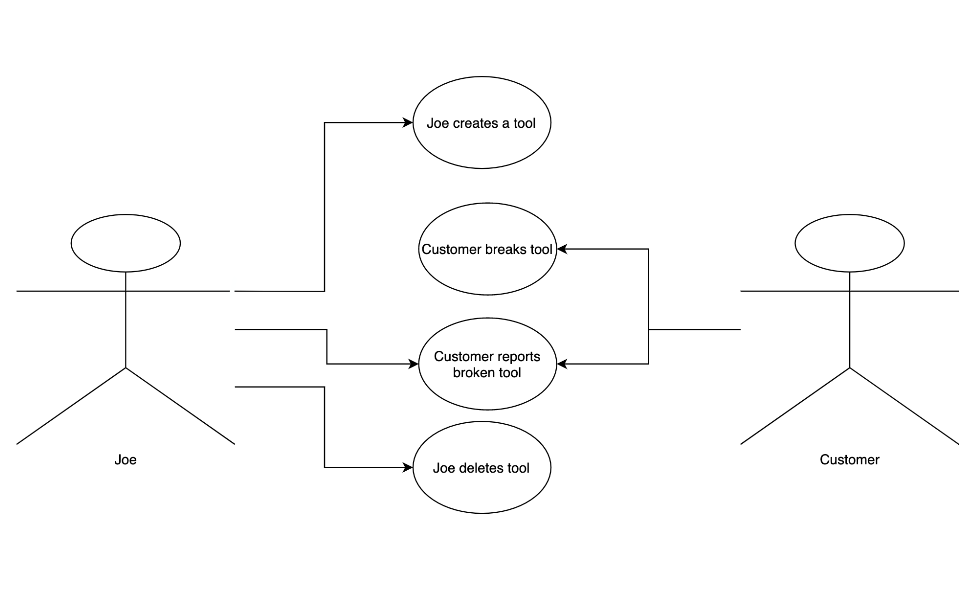 Joe creates a tool
Customer breaks tool
Customer reports
broken tool
Joe deletes tool
Joe
Customer